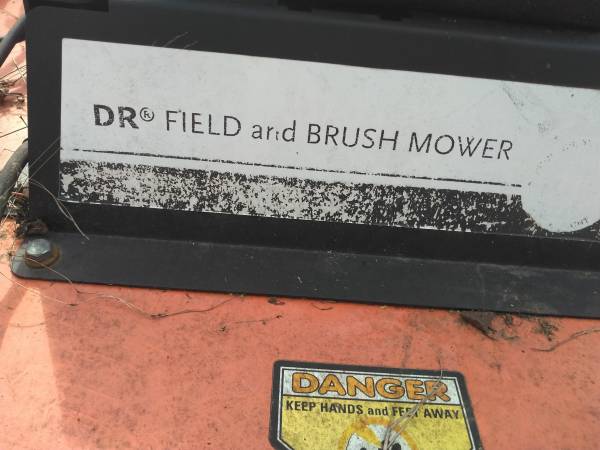 DR® FIELD and BRUSH MOWER
DANGER
KEEP HANDS and FEET AWAY